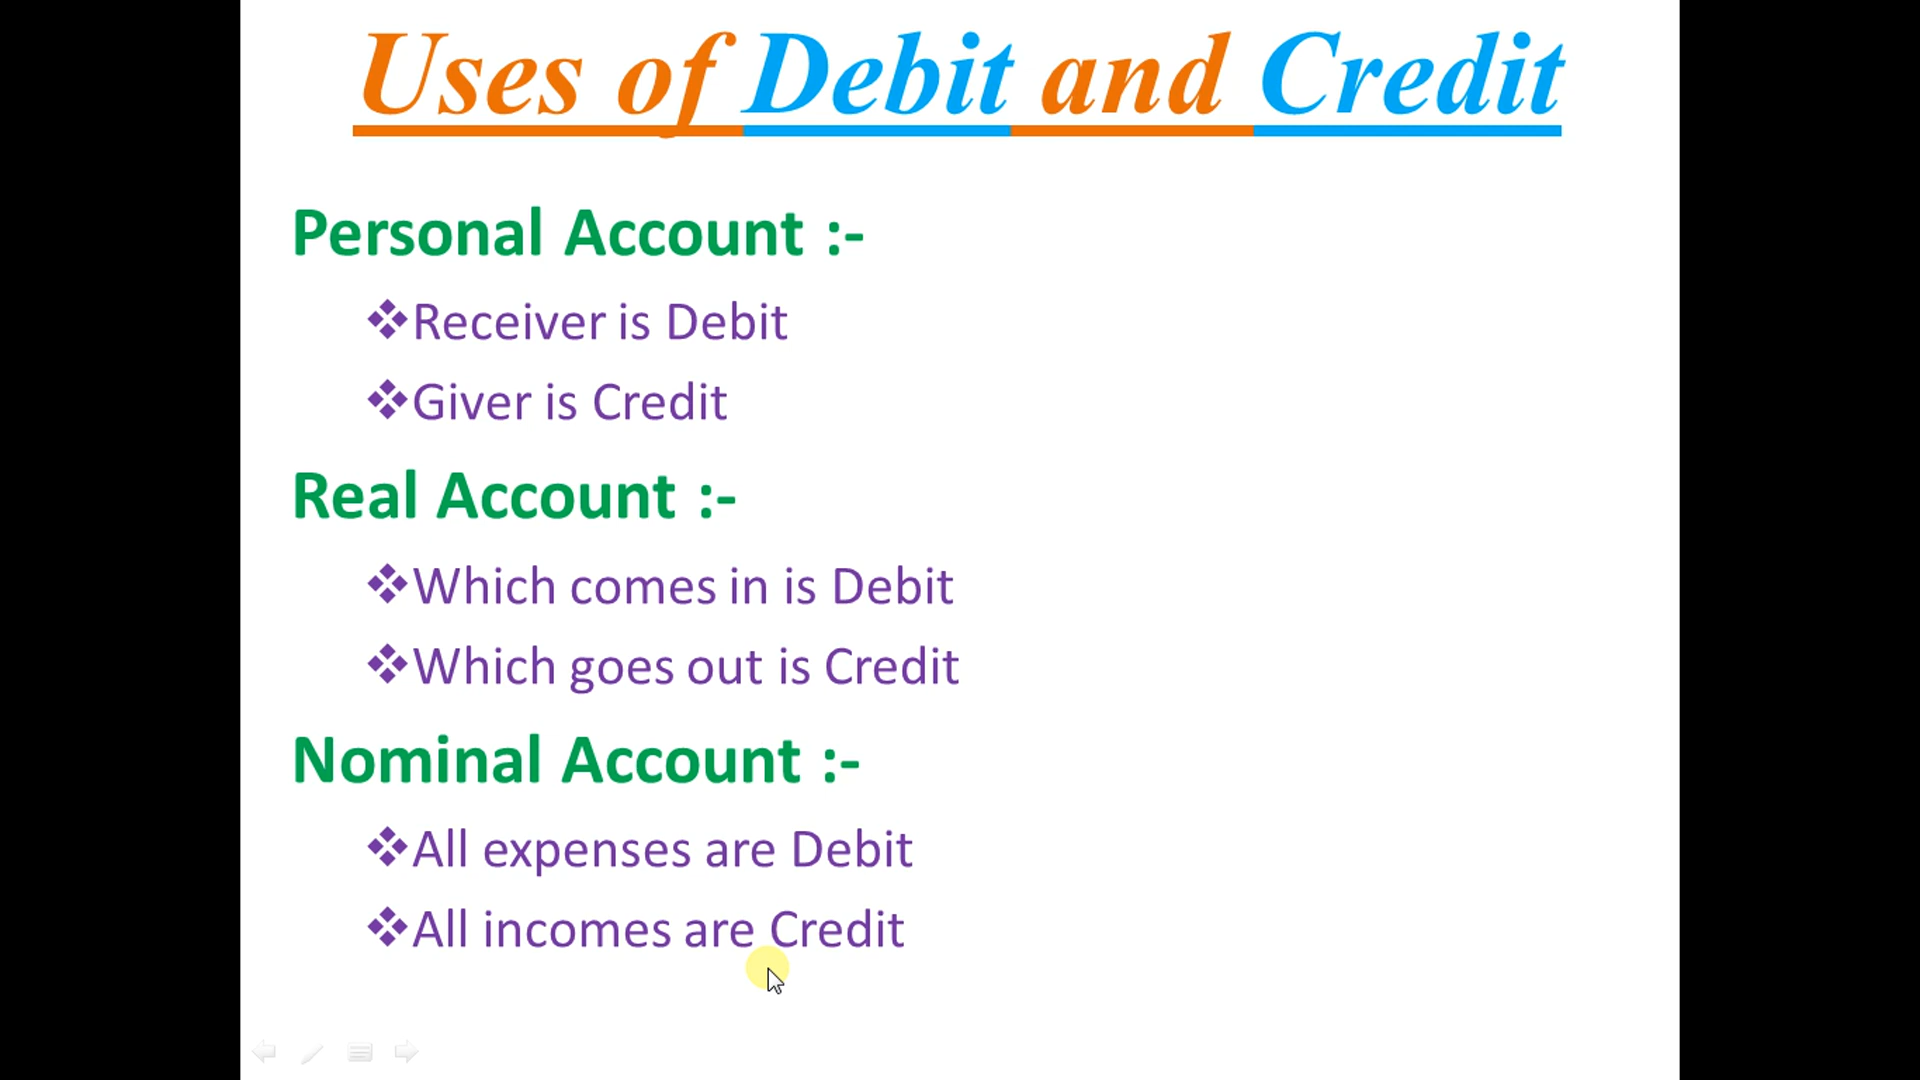 Uses of Debit and Credit
Personal Account :-
❖Receiver is Debit
❖Giver is Credit
Real Account :-
❖Which comes in is Debit
❖Which goes out is Credit
Nominal Account :-
❖All expenses are Debit
❖All incomes are Credit